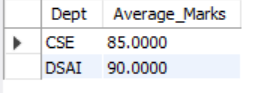 Dept Average_Marks
CSE 85.0000
DSAI 90.0000